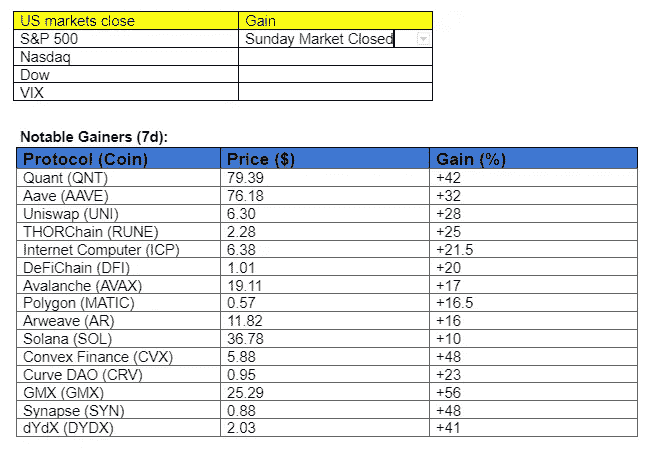 US markets close Gain
S&P 500 Sunday Market Closed
Nasdaq
Dow
VIX
Notable Gainers (7d):
Protocol (Coin) Price ($) Gain (%)
Quant (QNT) 79.39 +42
Aave (AAVE) 76.18 +32
Uniswap (UNI) 6.30 +28
THORChain (RUNE) 2.28 +25
Internet Computer (ICP) 6.38 +21.5
DeFiChain (DFI) 1.01 +20
Avalanche (AVAX) 19.11 +17
Polygon (MATIC) 0.57 +16.5
Arweave (AR) 11.82 +16
Solana (SOL) 36.78 +10
Convex Finance (CVX) 5.88 +48
Curve DAO (CRV) 0.95 +23
GMX (GMX) 25.29 +56
Synapse (SYN) 0.88 +48
dYdX (DYDX) 2.03 +41